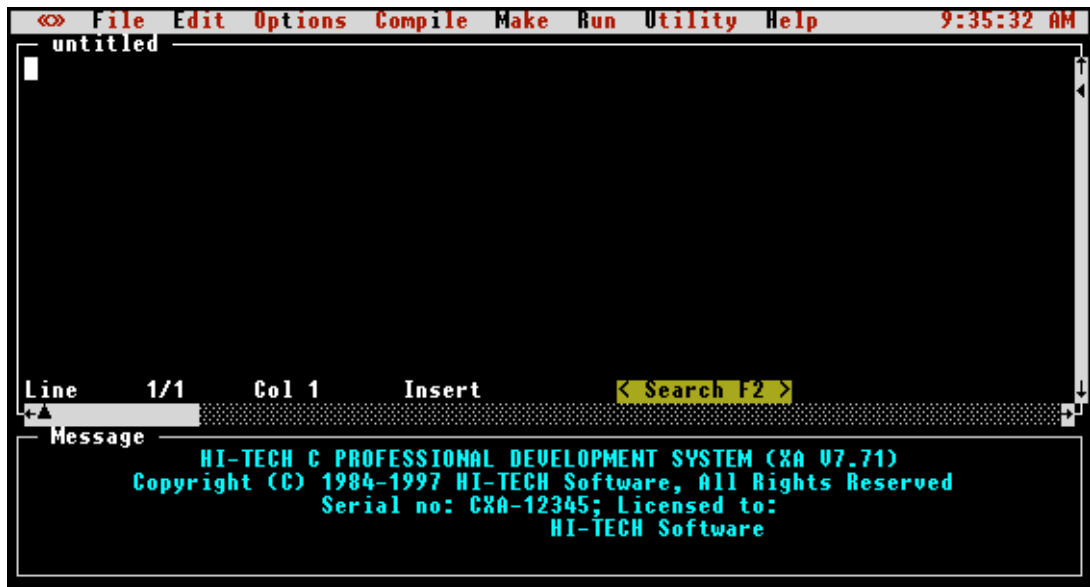 <<>> File Edit Options Compile Make Run Utility Help 9:35:32 AM
untitled
Line 1/1 Col 1 Insert < Search F2 >
Message
HI-TECH C PROFESSIONAL DEVELOPMENT SYSTEM (XA V7.71)
Copyright (C) 1984-1997 HI-TECH Software, All Rights Reserved
Serial no: CXA-12345; Licensed to:
HI-TECH Software